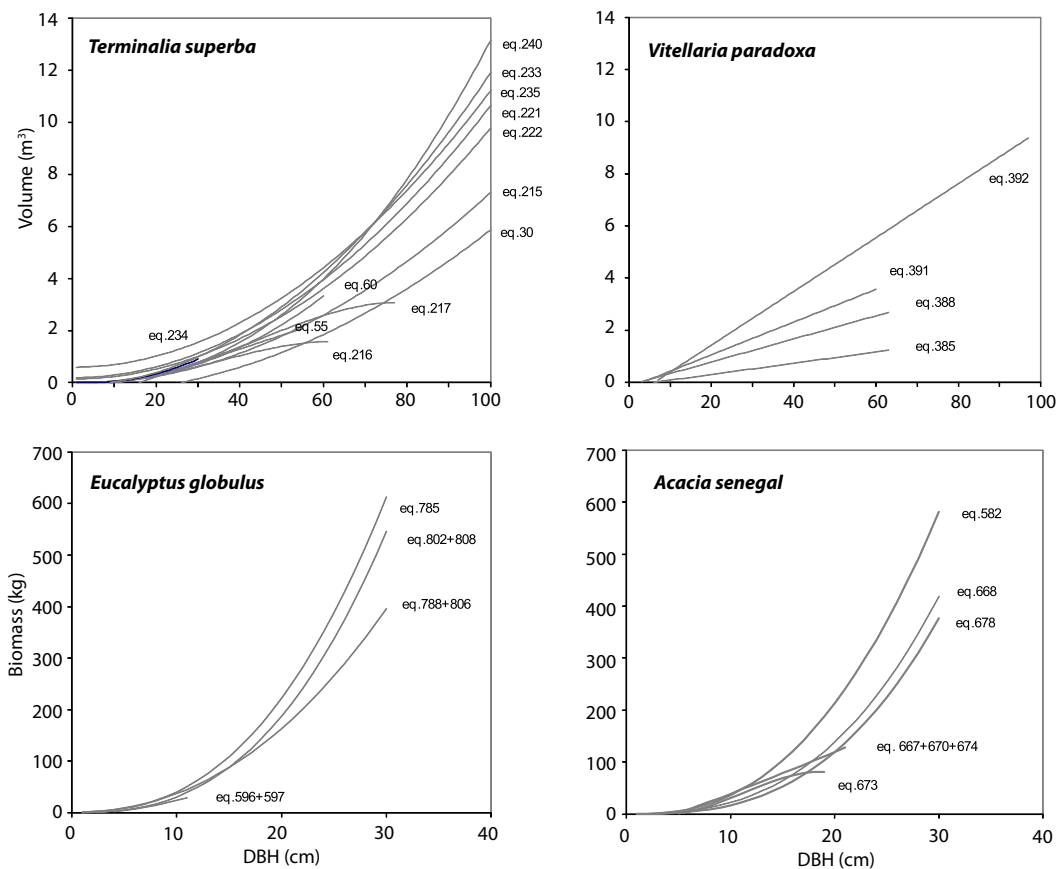 Terminalia superba
Volume (m³)
14
12
10
8
6
4
2
0
0 20 40 60 80 100
eq.240
eq.233
eq.235
eq.221
eq.222
eq.215
eq.30
eq.60
eq.217
eq.234
eq.55
eq.216
Vitellaria paradoxa
14
12
10
8
6
4
2
0
0 20 40 60 80 100
eq.392
eq.391
eq.388
eq.385
Eucalyptus globulus
Biomass (kg)
700
600
500
400
300
200
100
0
0 10 20 30 40
DBH (cm)
eq.785
eq.802+808
eq.788+806
eq.596+597
Acacia senegal
700
600
500
400
300
200
100
0
0 10 20 30 40
DBH (cm)
eq.582
eq.668
eq.678
eq. 667+670+674
eq.673